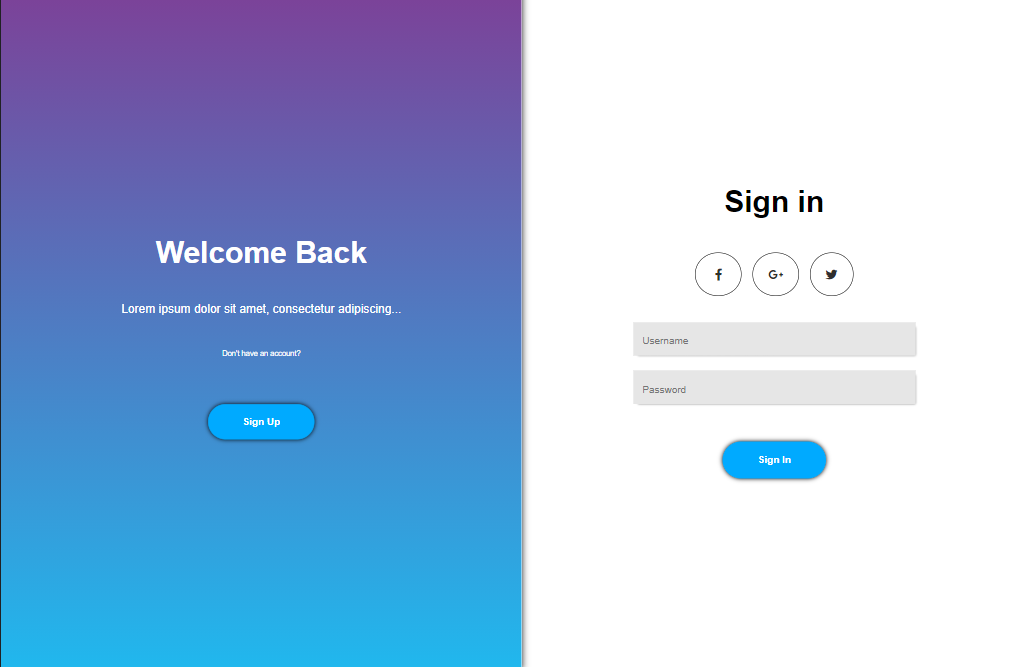 Welcome Back
Lorem ipsum dolor sit amet, consectetur adipiscing...
Don't have an account?
Sign Up
Sign in
Username
Password
Sign In